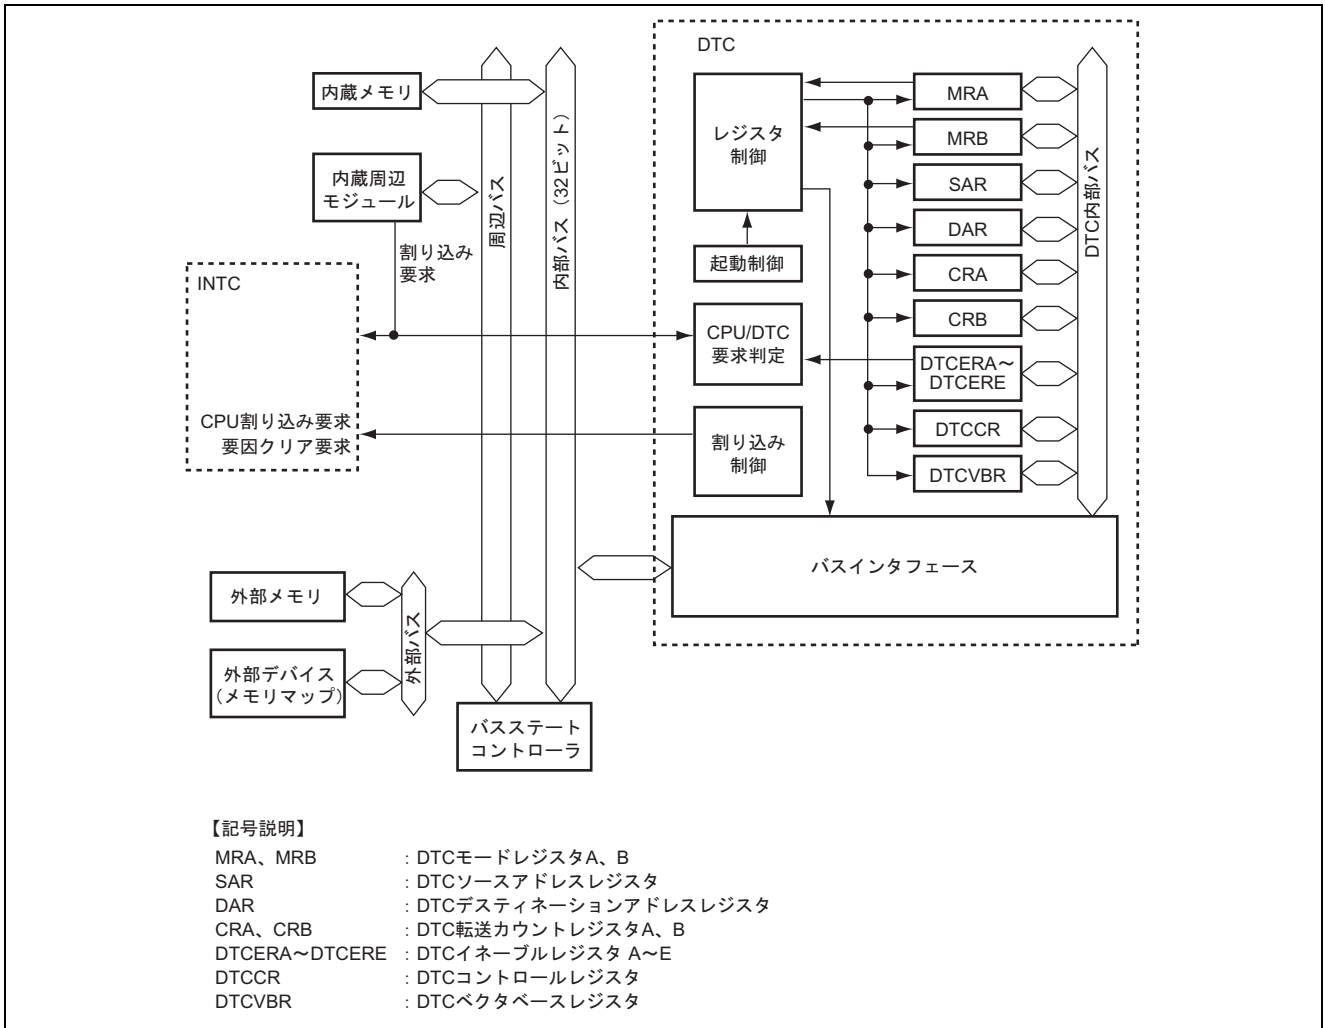 DTC
内蔵メモリ
レジスタ
制御
MRA
MRB
SAR
DAR
CRA
CRB
DTCERA～
DTCERE
DTCCR
DTCVBR
DTC内部バス
内蔵周辺
モジュール
周辺バス
内部バス（32ビット）
割り込み
要求
起動制御
INTC
CPU/DTC
要求判定
CPU割り込み要求
要因クリア要求
割り込み
制御
バスインタフェース
外部メモリ
外部バス
外部デバイス
（メモリマップ）
バスステート
コントローラ
【記号説明】
MRA、MRB : DTCモードレジスタA、B
SAR : DTCソースアドレスレジスタ
DAR : DTCデスティネーションアドレスレジスタ
CRA、CRB : DTC転送カウントレジスタA、B
DTCERA～DTCERE : DTCイネーブルレジスタ A～E
DTCCR : DTCコントロールレジスタ
DTCVBR : DTCベクタベースレジスタ